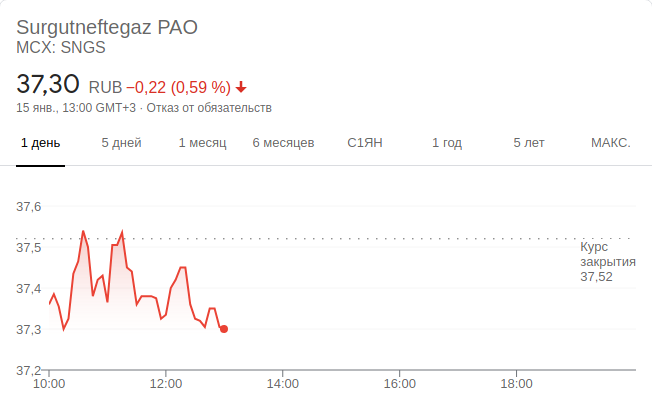 Surgutneftegaz PAO
MCX: SNGS
37,30 RUB −0,22 (0,59 %)
15 янв., 13:00 GMT+3 · Отказ от обязательств
1 день 5 дней 1 месяц 6 месяцев С1ЯН 1 год 5 лет МАКС.
37,6
37,5
37,4
37,3
37,2
Курс
закрытия
37,52
10:00 12:00 14:00 16:00 18:00